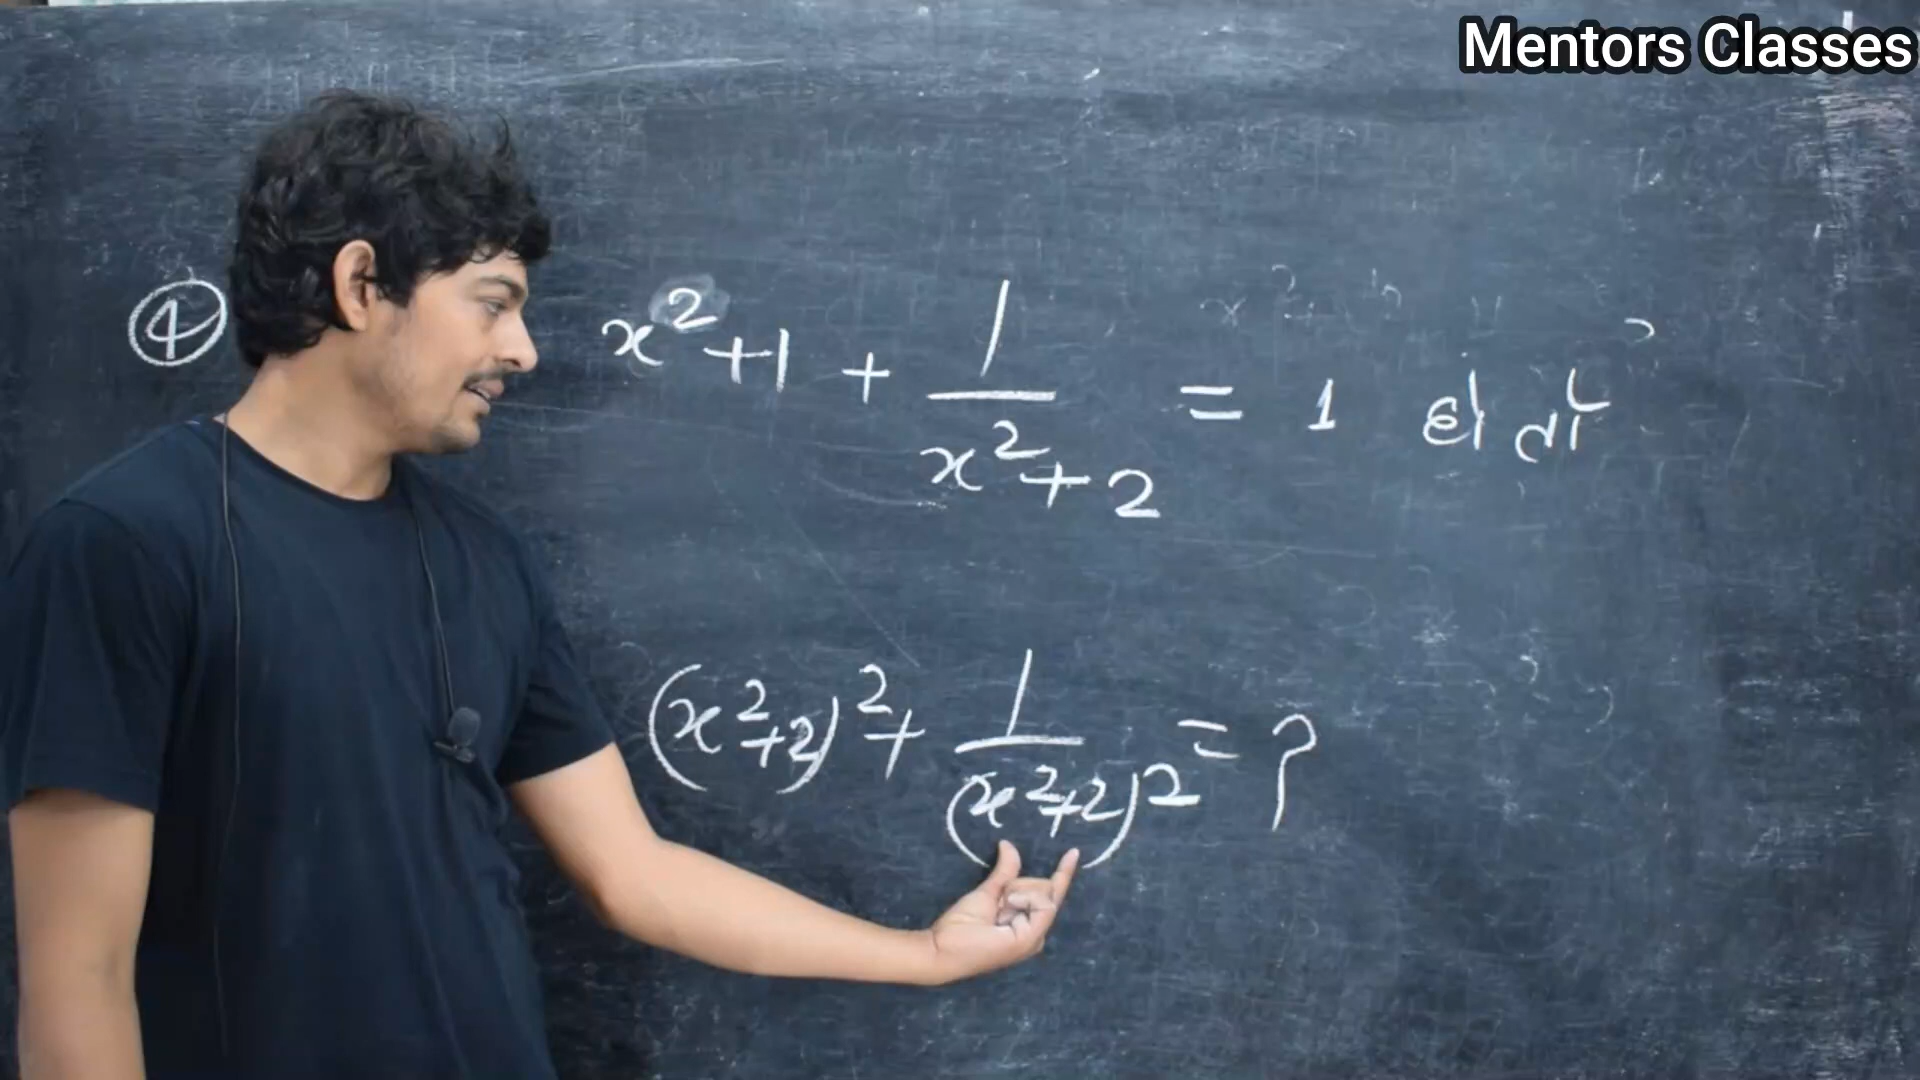 Mentors Classes
④ x²+1 + 1/(x²+2) = 1 હોતો
(x²+2)² + 1/(x²+2)² = ?